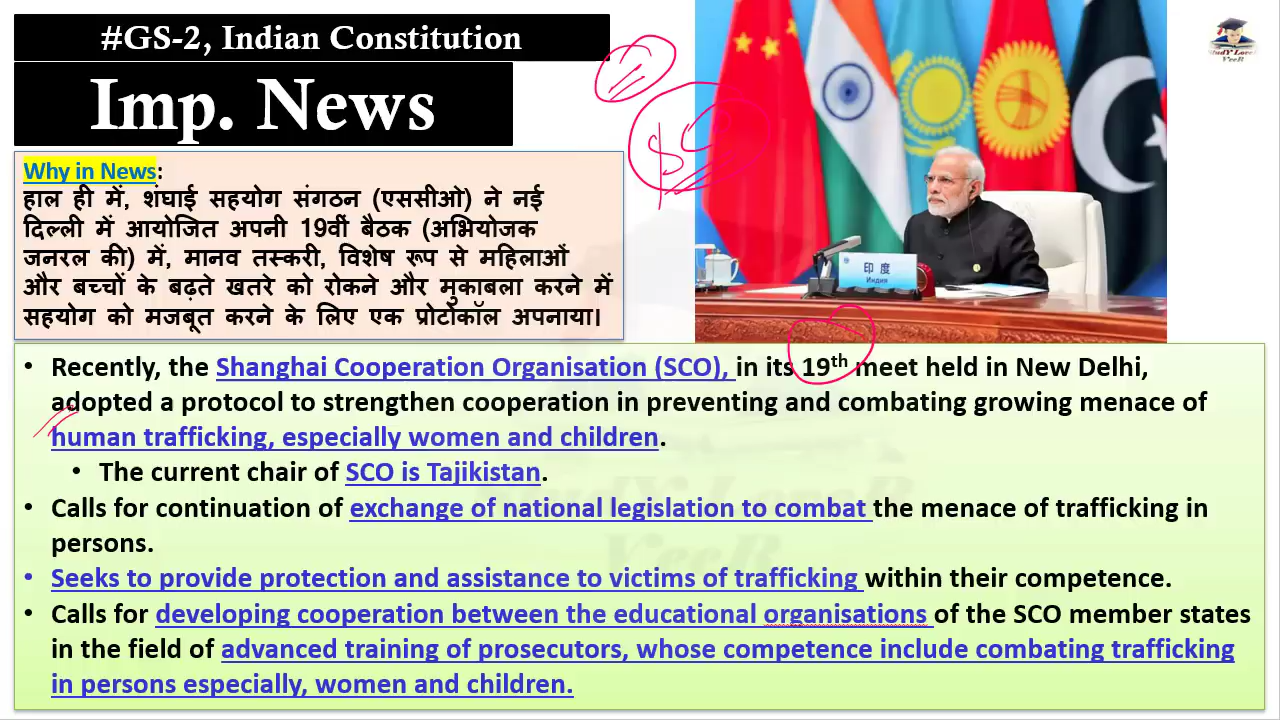 #GS-2, Indian Constitution
Imp. News
StudY LoveR
VeeR
Why in News:
हाल ही में, शंघाई सहयोग संगठन (एससीओ) ने नई
दिल्ली में आयोजित अपनी 19वीं बैठक (अभियोजक
जनरल की) में, मानव तस्करी, विशेष रूप से महिलाओं
और बच्चों के बढ़ते खतरे को रोकने और मुकाबला करने में
सहयोग को मजबूत करने के लिए एक प्रोटोकॉल अपनाया।
印度
Индия
• Recently, the Shanghai Cooperation Organisation (SCO), in its 19th meet held in New Delhi,
adopted a protocol to strengthen cooperation in preventing and combating growing menace of
human trafficking, especially women and children.
• The current chair of SCO is Tajikistan.
• Calls for continuation of exchange of national legislation to combat the menace of trafficking in
persons.
• Seeks to provide protection and assistance to victims of trafficking within their competence.
• Calls for developing cooperation between the educational organisations of the SCO member states
in the field of advanced training of prosecutors, whose competence include combating trafficking
in persons especially, women and children.